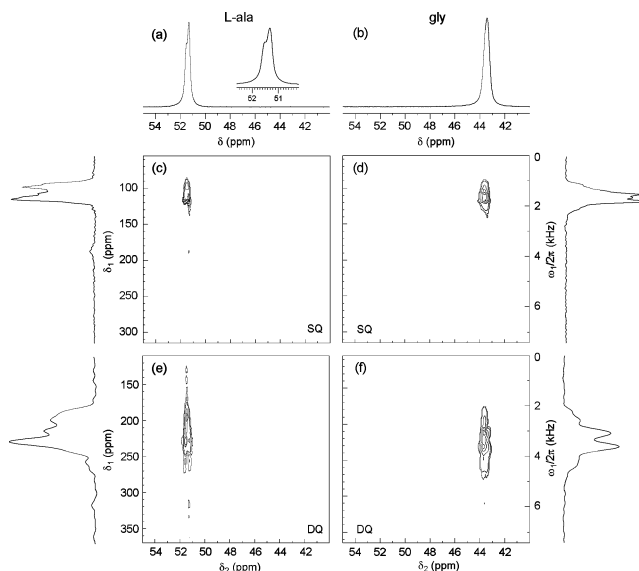 L-ala
gly
(a)
(b)
52 51
54 52 50 48 46 44 42
54 52 50 48 46 44 42
δ (ppm)
δ (ppm)
(c)
(d)
100
150
200
250
300
δ₁ (ppm)
0
2
4
6
ω₁/2π (kHz)
SQ
SQ
(e)
(f)
150
200
250
300
350
δ₁ (ppm)
0
2
4
6
ω₁/2π (kHz)
DQ
DQ
54 52 50 48 46 44 42
54 52 50 48 46 44 42
δ₂ (ppm)
δ₂ (ppm)